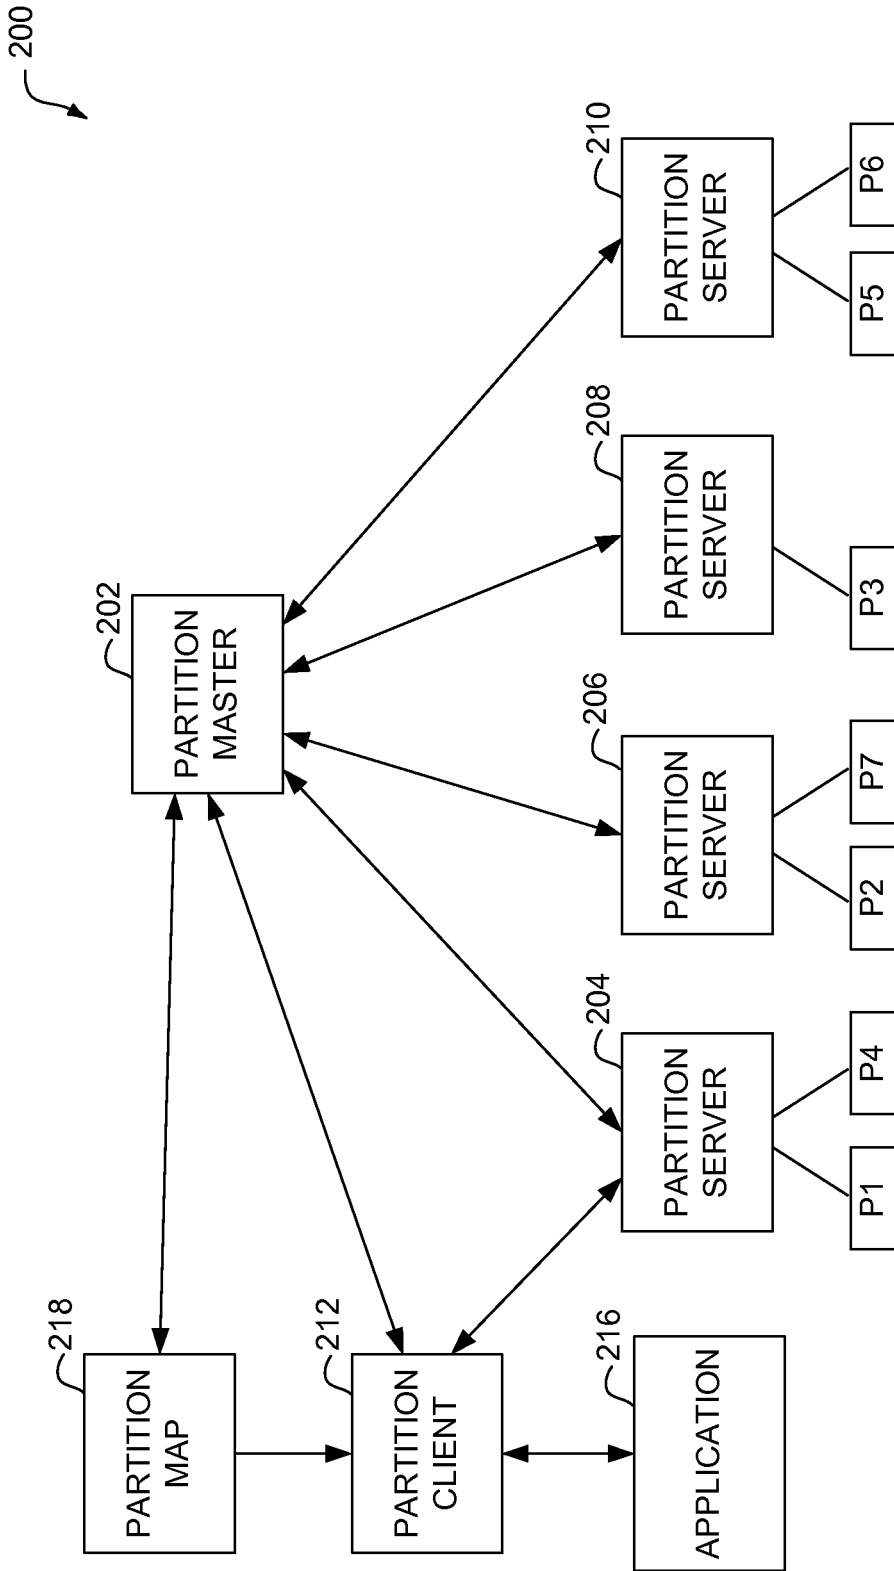 200
202
PARTITION
MASTER
218
PARTITION
MAP
212
PARTITION
CLIENT
216
APPLICATION
204
PARTITION
SERVER
206
PARTITION
SERVER
208
PARTITION
SERVER
210
PARTITION
SERVER
P1
P4
P2
P7
P3
P5
P6